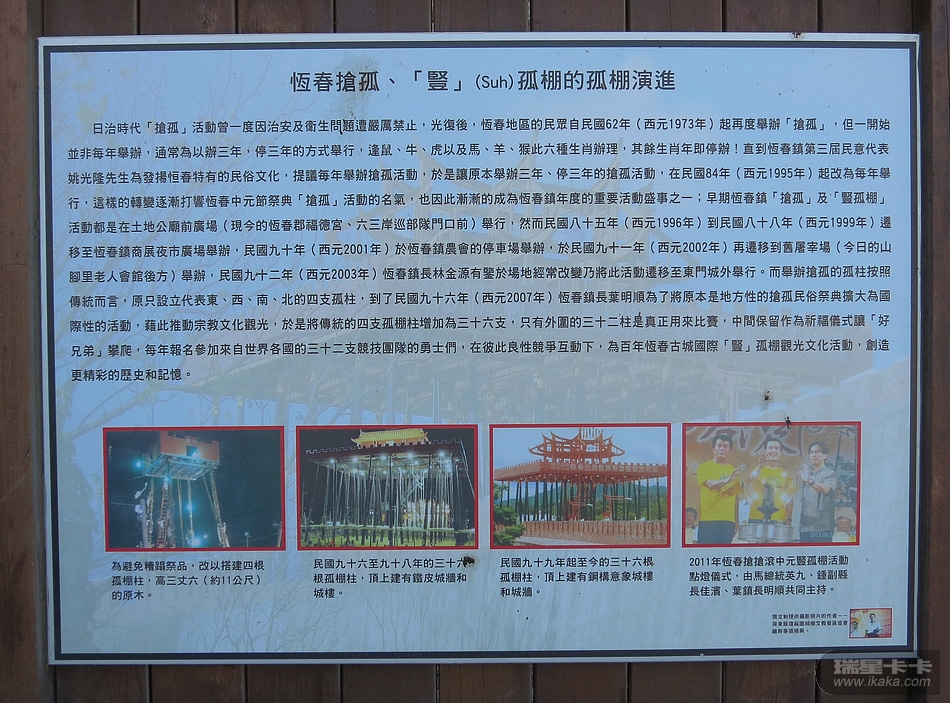 恆春搶孤、「豎」(Suh)孤棚的孤棚演進
日治時代「搶孤」活動曾一度因治安及衛生問題遭嚴厲禁止，光復後，恆春地區的民眾自民國62年（西元1973年）起再度舉辦「搶孤」，但一開始
並非每年舉辦，通常為以辦三年，停三年的方式舉行，逢鼠、牛、虎以及馬、羊、猴此六種生肖辦理，其餘生肖年即停辦！直到恆春鎮第三屆民意代表
姚光隆先生為發揚恆春特有的民俗文化，提議每年舉辦搶孤活動，於是讓原本舉辦三年、停三年的搶孤活動，在民國84年（西元1995年）起改為每年舉
行，這樣的轉變逐漸打響恆春中元節祭典「搶孤」活動的名氣，也因此漸漸的成為恆春鎮年度的重要活動盛事之一；早期恆春鎮「搶孤」及「豎孤棚」
活動都是在土地公廟前廣場（現今的恆春郡福德宮、六三岸巡部隊門口前）舉行，然而民國八十五年（西元1996年）到民國八十八年（西元1999年）遷
移至恆春鎮商展夜市廣場舉辦，民國九十年（西元2001年）於恆春鎮農會的停車場舉辦，於民國九十一年（西元2002年）再遷移到舊屠宰場（今日的山
腳里老人會館後方）舉辦，民國九十二年（西元2003年）恆春鎮長林金源有鑒於場地經常改變乃將此活動遷移至東門城外舉行。而舉辦搶孤的孤柱按照
傳統而言，原只設立代表東、西、南、北的四支孤柱，到了民國九十六年（西元2007年）恆春鎮長葉明順為了將原本是地方性的搶孤民俗祭典擴大為國
際性的活動，藉此推動宗教文化觀光，於是將傳統的四支孤棚柱增加為三十六支，只有外圍的三十二柱是真正用來比賽，中間保留作為祈福儀式讓「好
兄弟」攀爬，每年報名參加來自世界各國的三十二支競技團隊的勇士們，在彼此良性競爭互動下，為百年恆春古城國際「豎」孤棚觀光文化活動，創造
更精彩的歷史和記憶。
為避免糟蹋祭品，改以搭建四根
孤棚柱，高三丈六（約11公尺）
的原木。
民國九十六至九十八年的三十六
根孤棚柱，頂上建有鐵皮城牆和
城樓。
民國九十九年起至今的三十六根
孤棚柱，頂上建有鋼構意象城樓
和城牆。
2011年恆春搶搶滾中元豎孤棚活動
點燈儀式，由馬總統英九、鍾副縣
長佳濱、葉鎮長明順共同主持。
瑞星卡卡
www.ikaka.com